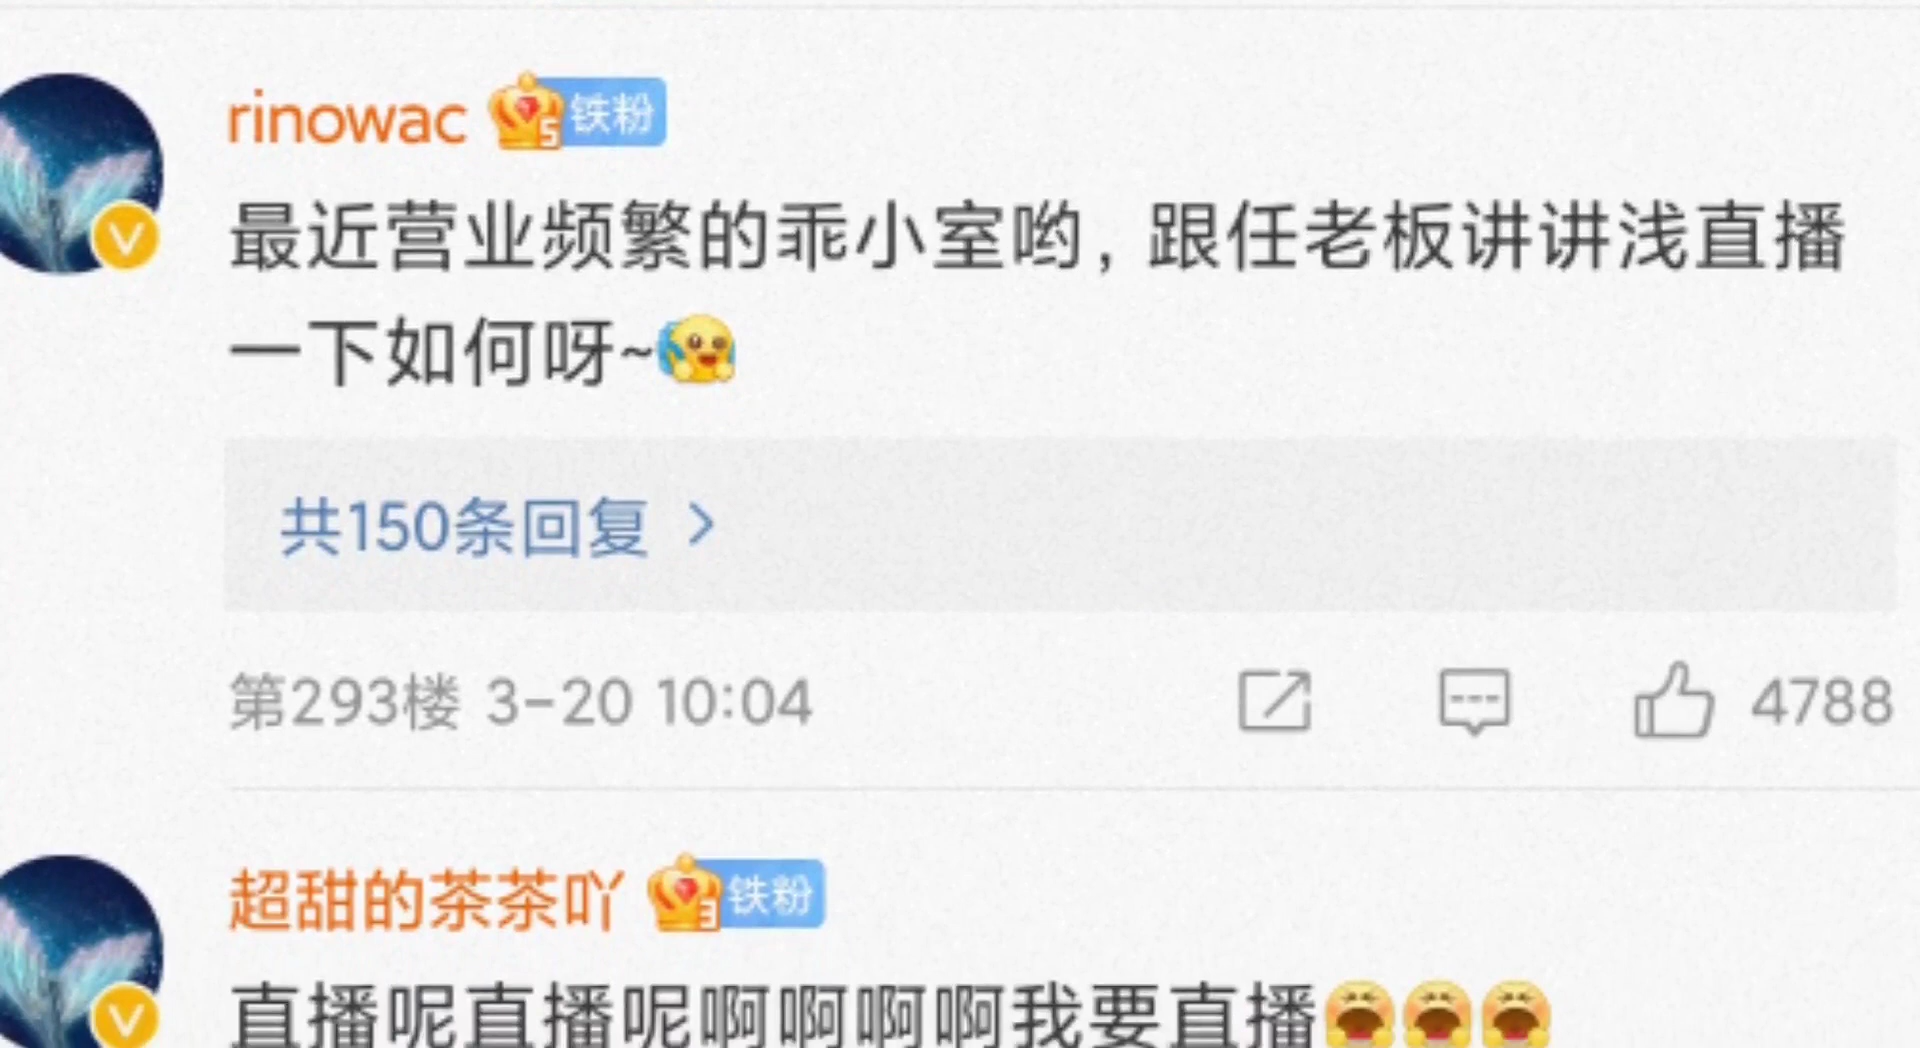 rinowac 5 铁粉
最近营业频繁的乖小室哟，跟任老板讲讲浅直播
一下如何呀~
共150条回复 >
第293楼 3-20 10:04 4788
超甜的茶茶吖 3 铁粉
直播呢直播呢啊啊啊啊我要直播